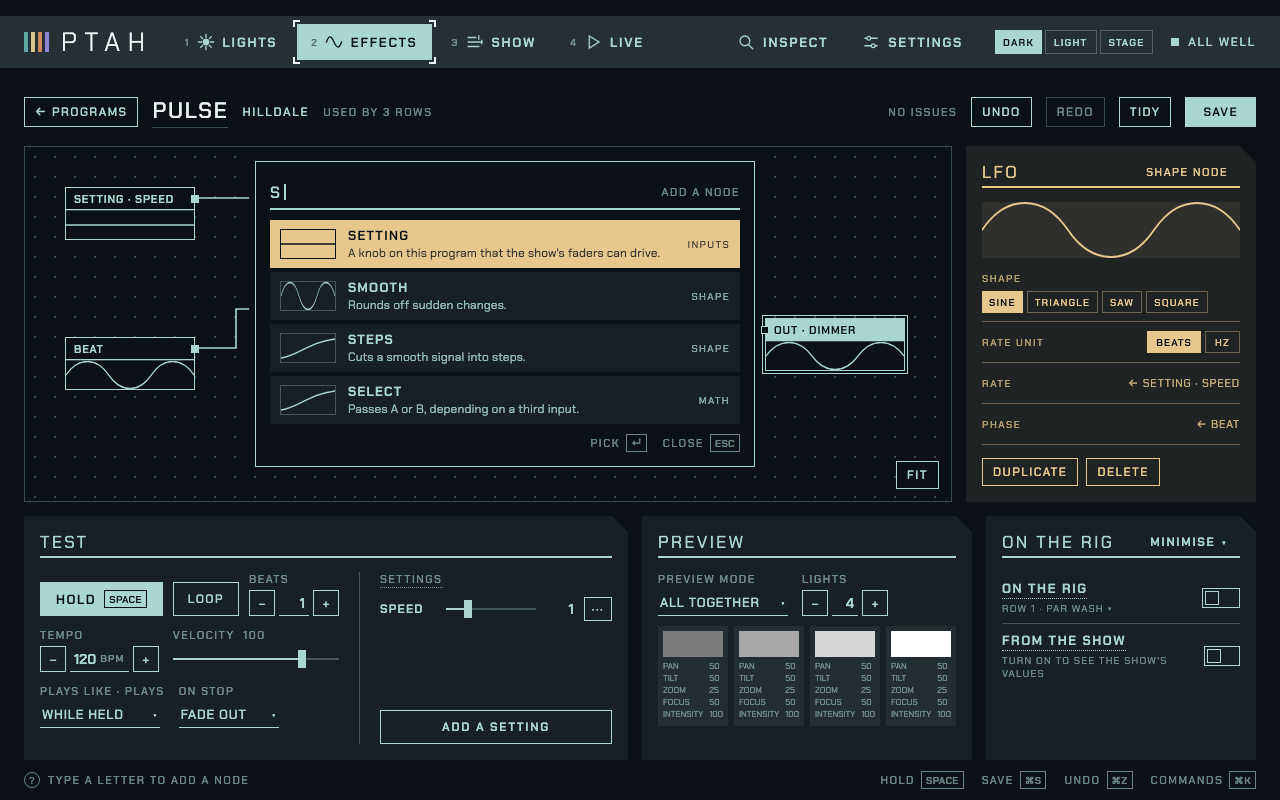 PTAH
1 LIGHTS
2 EFFECTS
3 SHOW
4 LIVE
INSPECT
SETTINGS
DARK LIGHT STAGE
ALL WELL
← PROGRAMS
PULSE
HILLDALE
USED BY 3 ROWS
NO ISSUES
UNDO
REDO
TIDY
SAVE
SETTING · SPEED
BEAT
S
ADD A NODE
SETTING
A knob on this program that the show's faders can drive.
INPUTS
SMOOTH
Rounds off sudden changes.
SHAPE
STEPS
Cuts a smooth signal into steps.
SHAPE
SELECT
Passes A or B, depending on a third input.
MATH
PICK ↵ CLOSE ESC
OUT · DIMMER
FIT
LFO
SHAPE NODE
SHAPE
SINE TRIANGLE SAW SQUARE
RATE UNIT
BEATS HZ
RATE
← SETTING · SPEED
PHASE
← BEAT
DUPLICATE
DELETE
TEST
HOLD SPACE
LOOP
BEATS
− 1 +
TEMPO
− 120 BPM +
VELOCITY 100
PLAYS LIKE · PLAYS
WHILE HELD
ON STOP
FADE OUT
SETTINGS
SPEED
1
···
ADD A SETTING
PREVIEW
PREVIEW MODE
ALL TOGETHER
LIGHTS
− 4 +
PAN 50
TILT 50
ZOOM 25
FOCUS 50
INTENSITY 100
PAN 50
TILT 50
ZOOM 25
FOCUS 50
INTENSITY 100
PAN 50
TILT 50
ZOOM 25
FOCUS 50
INTENSITY 100
PAN 50
TILT 50
ZOOM 25
FOCUS 50
INTENSITY 100
ON THE RIG
MINIMISE
ON THE RIG
ROW 1 · PAR WASH
FROM THE SHOW
TURN ON TO SEE THE SHOW'S
VALUES
? TYPE A LETTER TO ADD A NODE
HOLD SPACE
SAVE ⌘S
UNDO ⌘Z
COMMANDS ⌘K